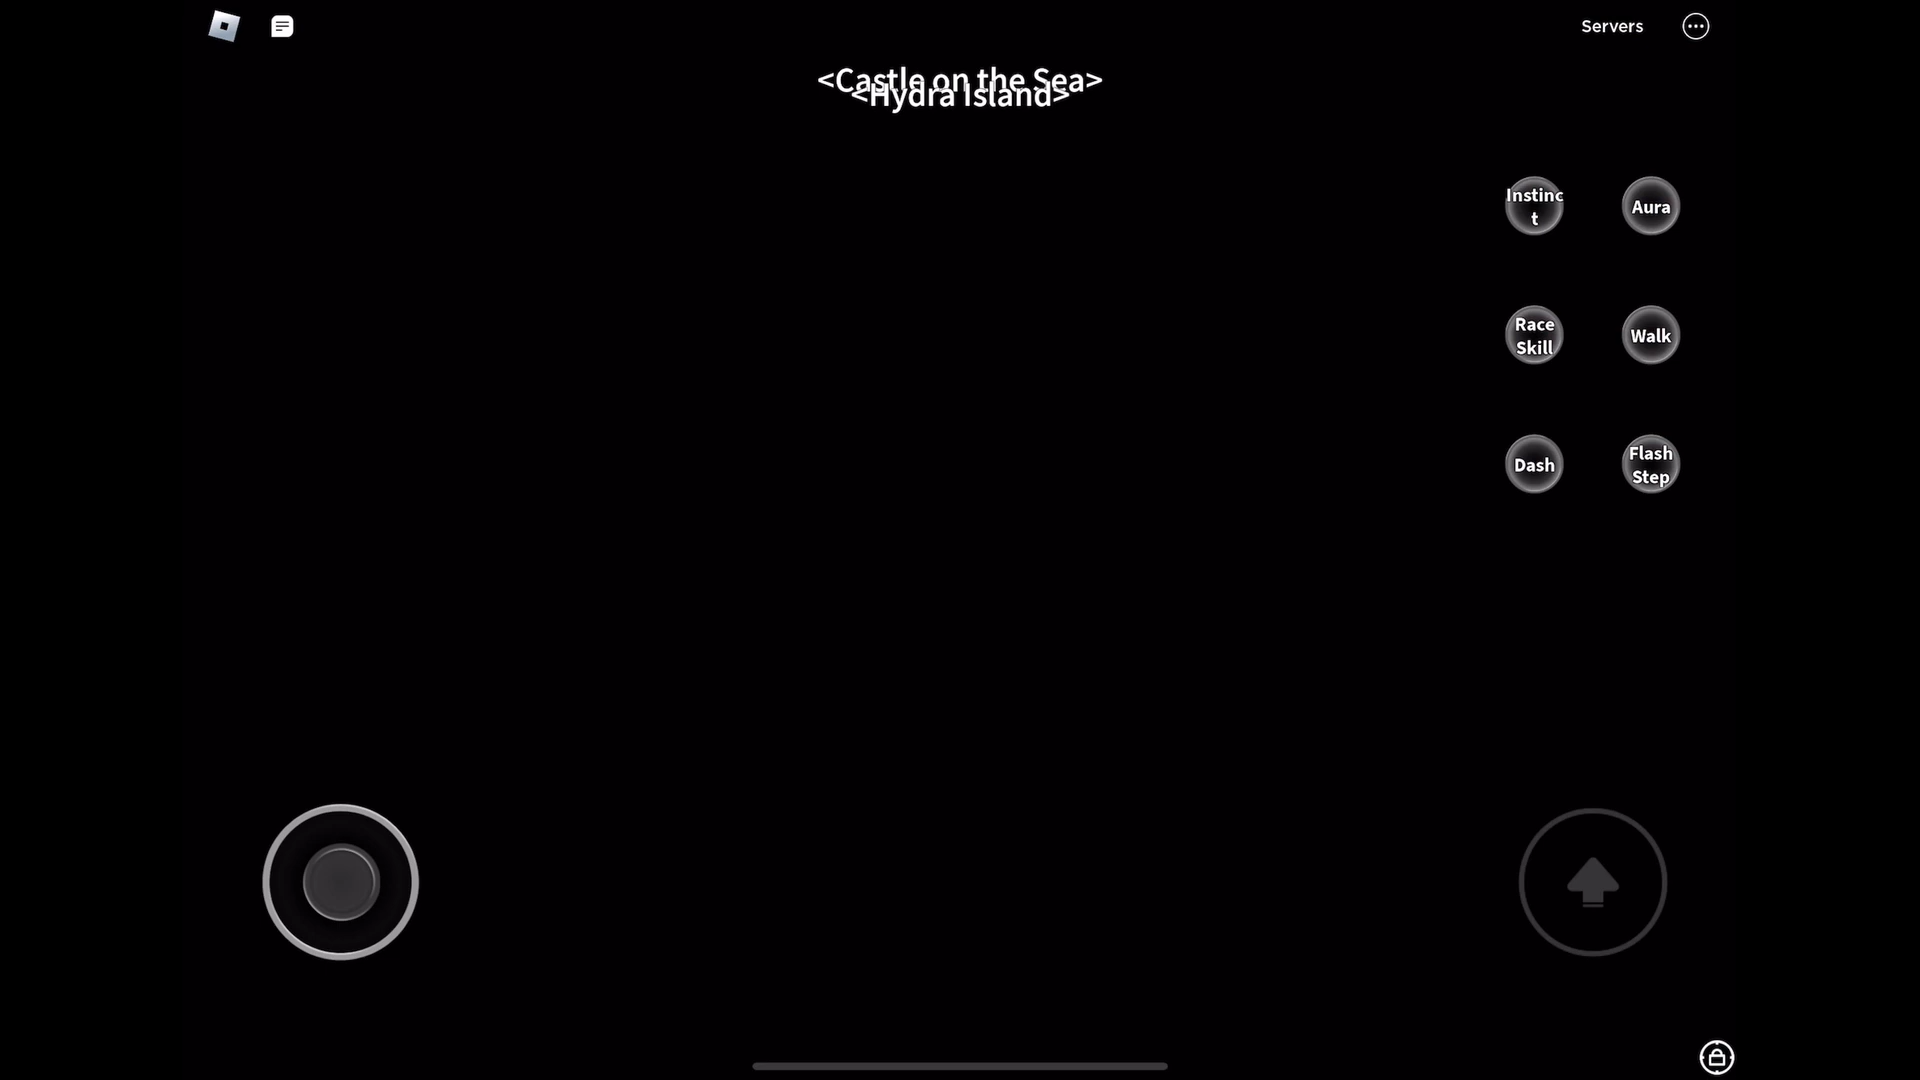 Servers
<Castle on the Sea>
<Hydra Island>
Instinc
t
Aura
Race
Skill
Walk
Dash
Flash
Step